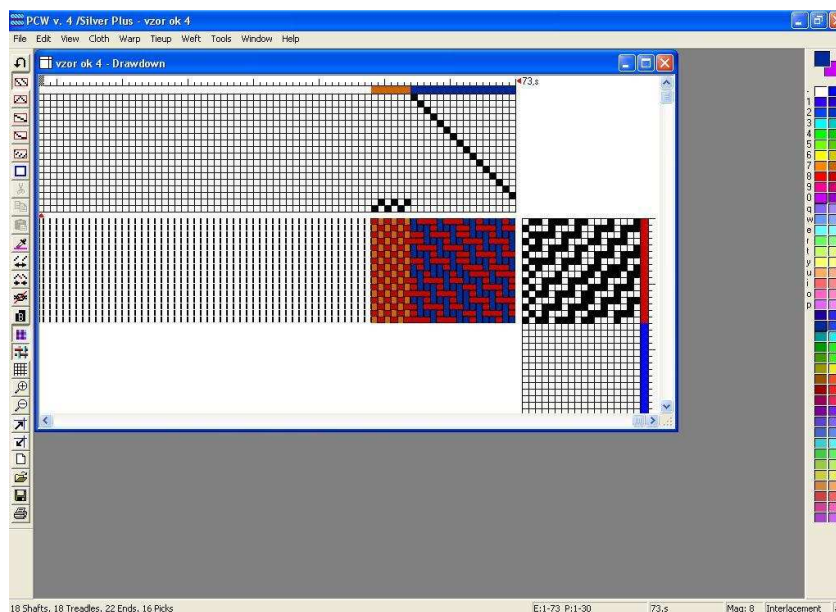 PCW v. 4 /Silver Plus - vzor ok 4
File Edit View Cloth Warp Tieup Weft Tools Window Help
vzor ok 4 - Drawdown
73,s
-
1
2
3
4
5
6
7
8
9
0
q
w
e
r
t
y
u
i
o
p
18 Shafts, 18 Treadles, 22 Ends, 16 Picks E:1-73 P:1-30 73,s Mag: 8 Interlacement